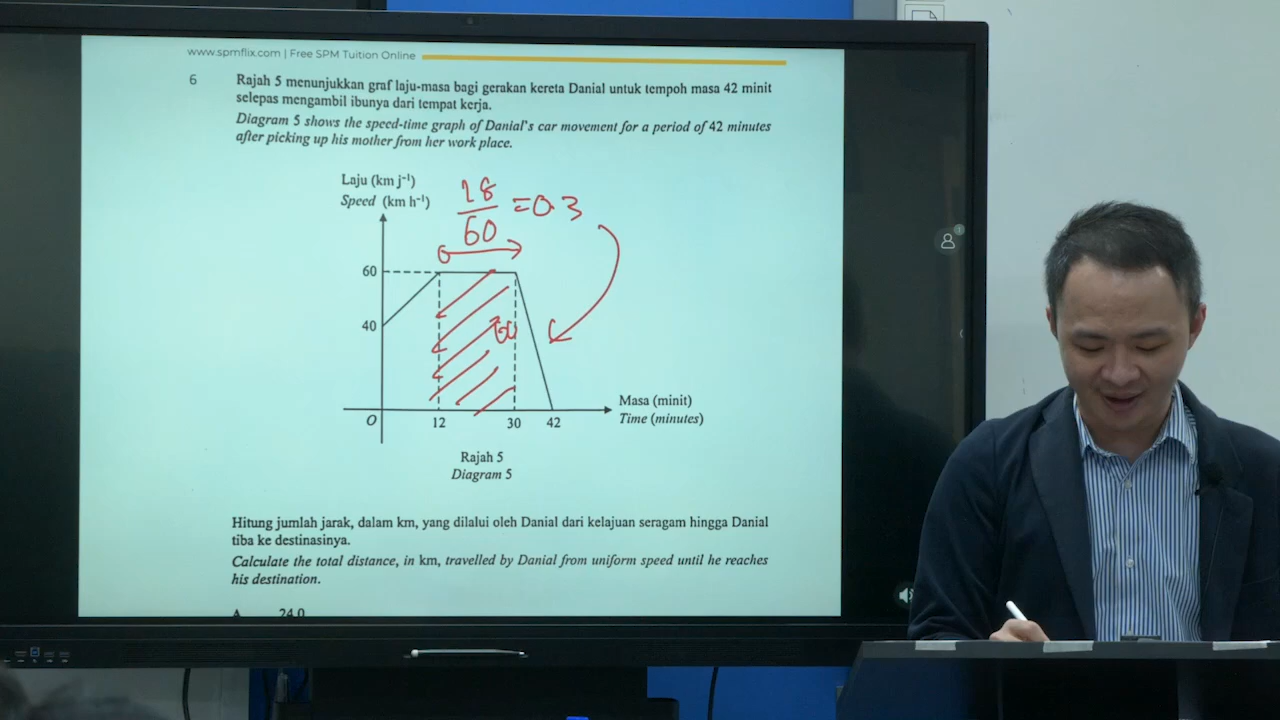 www.spmflix.com | Free SPM Tuition Online
6 Rajah 5 menunjukkan graf laju-masa bagi gerakan kereta Danial untuk tempoh masa 42 minit
selepas mengambil ibunya dari tempat kerja.
Diagram 5 shows the speed-time graph of Danial's car movement for a period of 42 minutes
after picking up his mother from her work place.
Laju (km j⁻¹)
Speed (km h⁻¹)
18/60 = 0.3
60
40
60
O 12 30 42
Masa (minit)
Time (minutes)
Rajah 5
Diagram 5
Hitung jumlah jarak, dalam km, yang dilalui oleh Danial dari kelajuan seragam hingga Danial
tiba ke destinasinya.
Calculate the total distance, in km, travelled by Danial from uniform speed until he reaches
his destination.
A 24.0